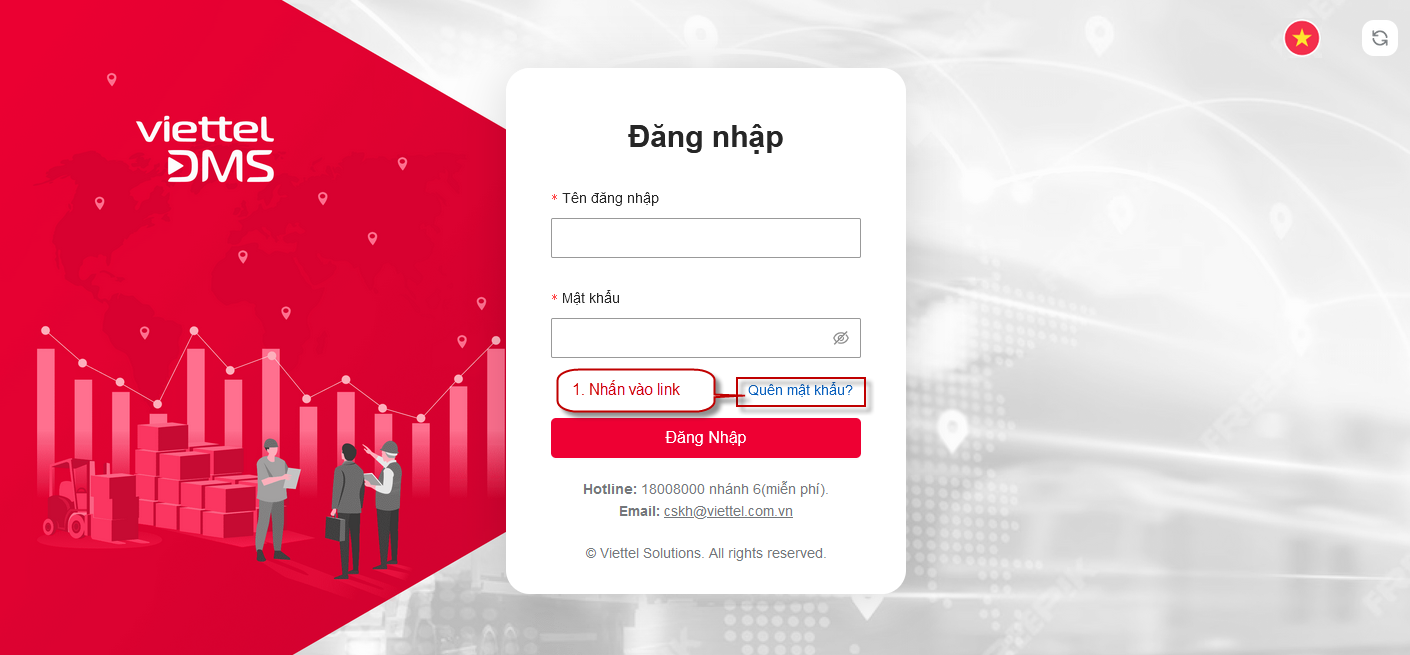 viettel
DMS
Đăng nhập
* Tên đăng nhập
* Mật khẩu
1. Nhấn vào link
Quên mật khẩu?
Đăng Nhập
Hotline: 18008000 nhánh 6(miễn phí).
Email: cskh@viettel.com.vn
© Viettel Solutions. All rights reserved.